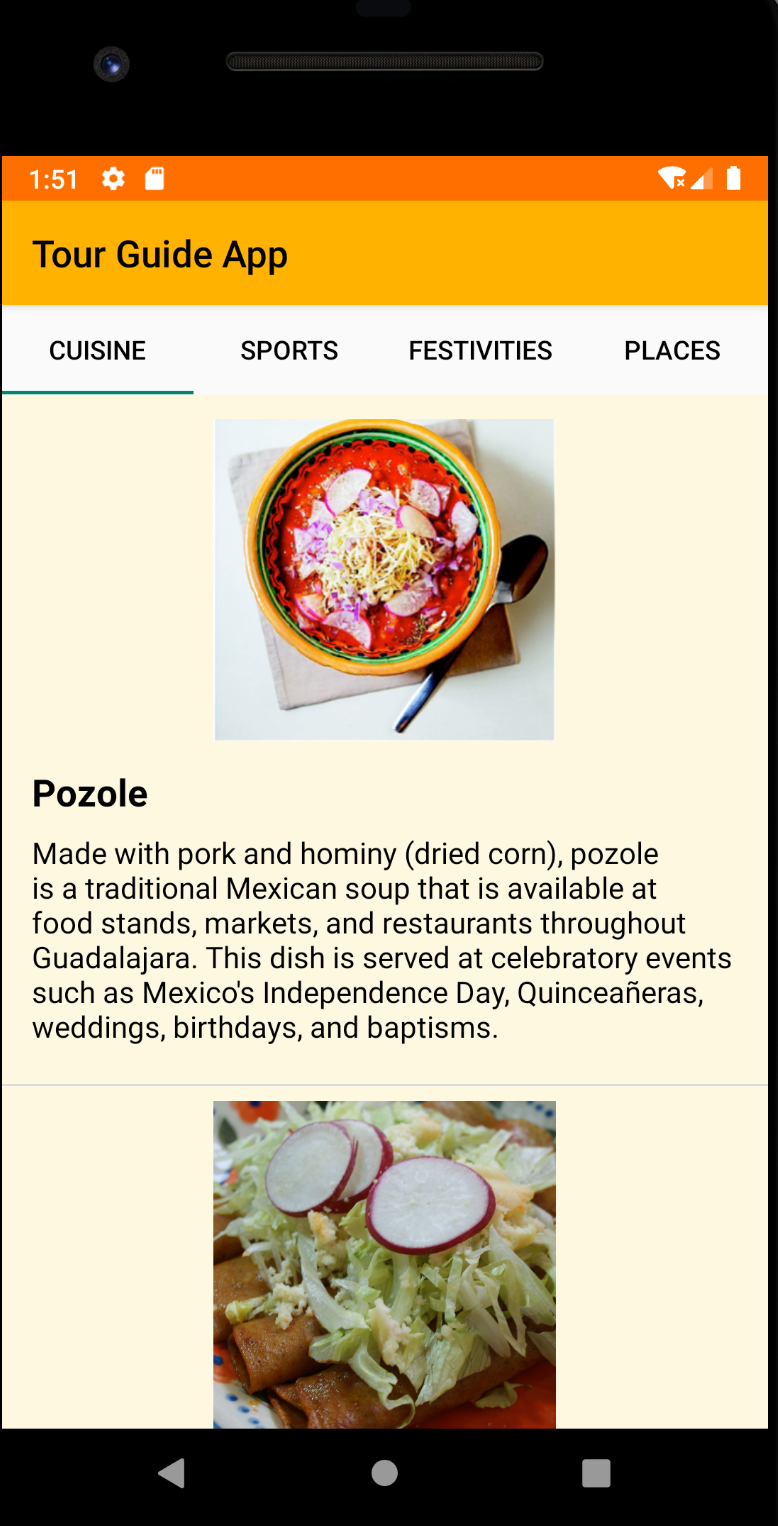 1:51
Tour Guide App
CUISINE SPORTS FESTIVITIES PLACES
Pozole
Made with pork and hominy (dried corn), pozole
is a traditional Mexican soup that is available at
food stands, markets, and restaurants throughout
Guadalajara. This dish is served at celebratory events
such as Mexico's Independence Day, Quinceañeras,
weddings, birthdays, and baptisms.